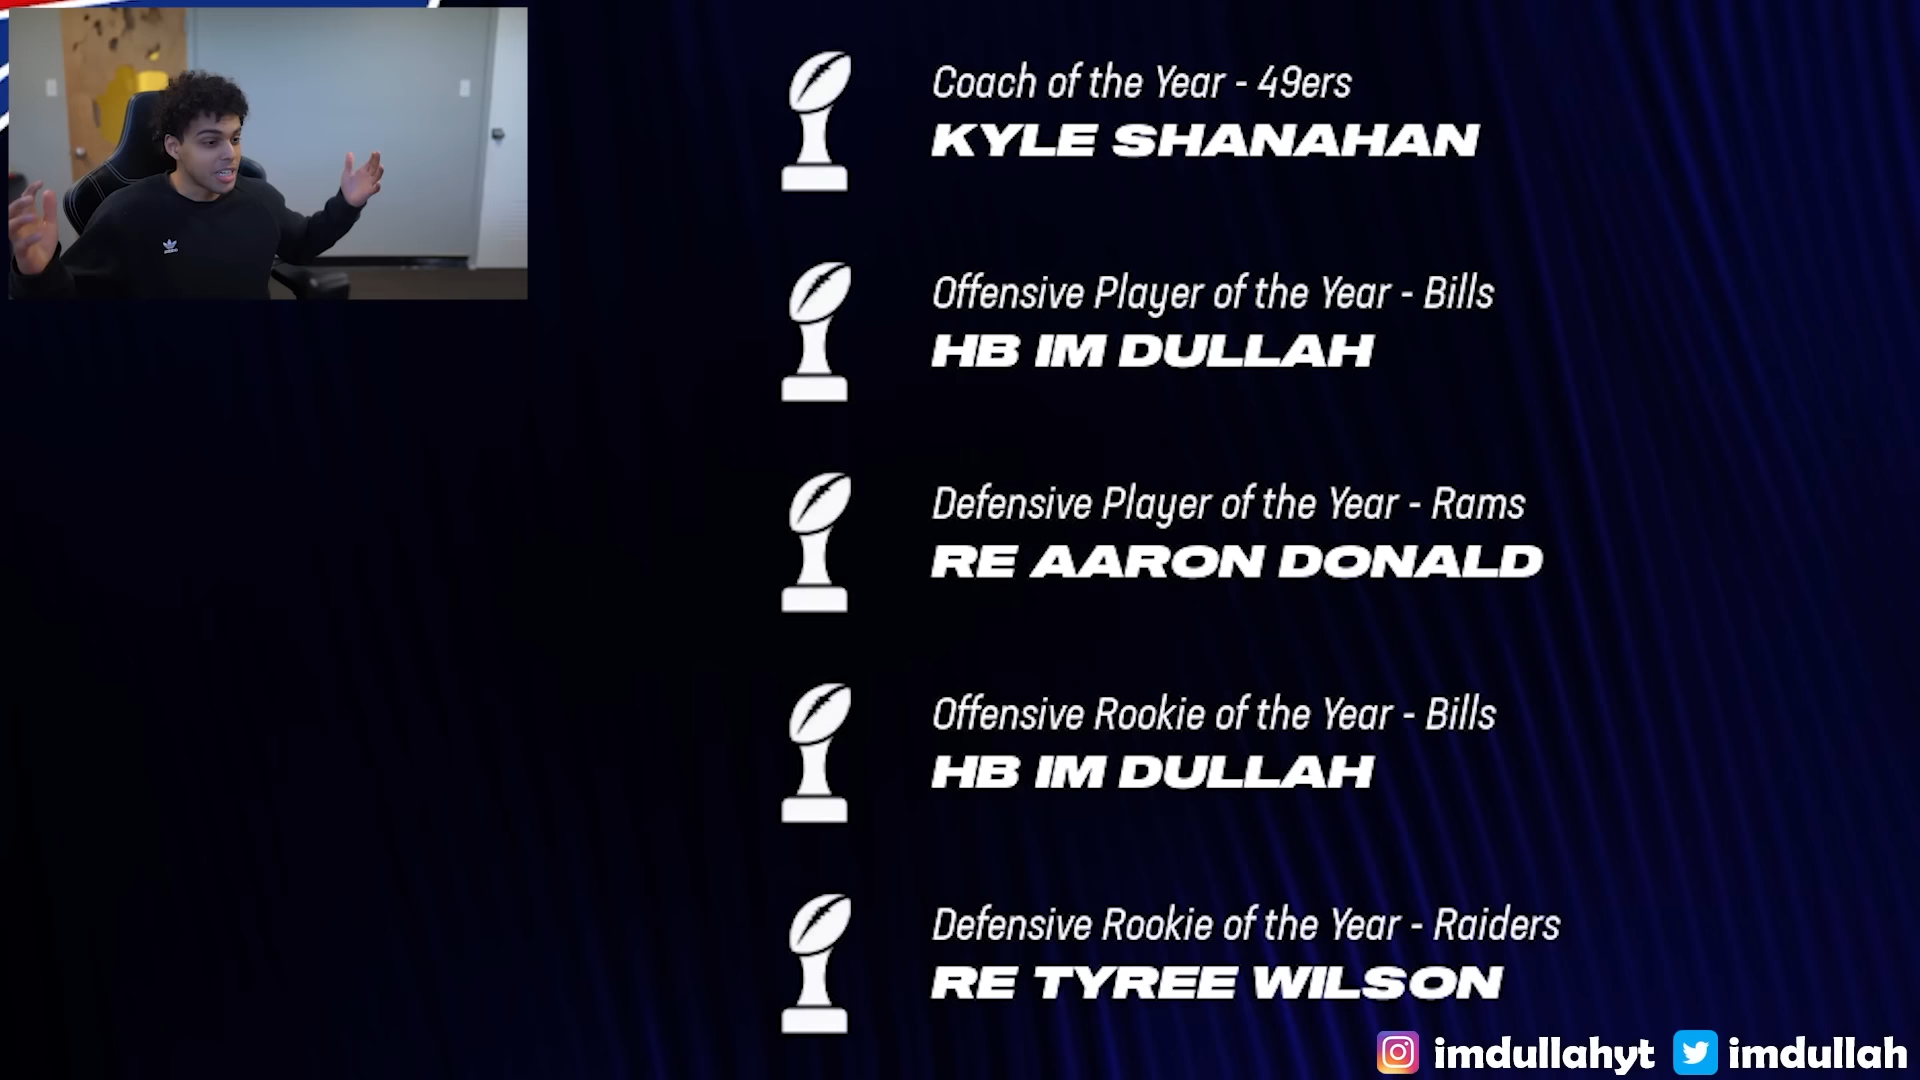 Coach of the Year - 49ers
KYLE SHANAHAN
Offensive Player of the Year - Bills
HB IM DULLAH
Defensive Player of the Year - Rams
RE AARON DONALD
Offensive Rookie of the Year - Bills
HB IM DULLAH
Defensive Rookie of the Year - Raiders
RE TYREE WILSON
imdullahyt imdullah